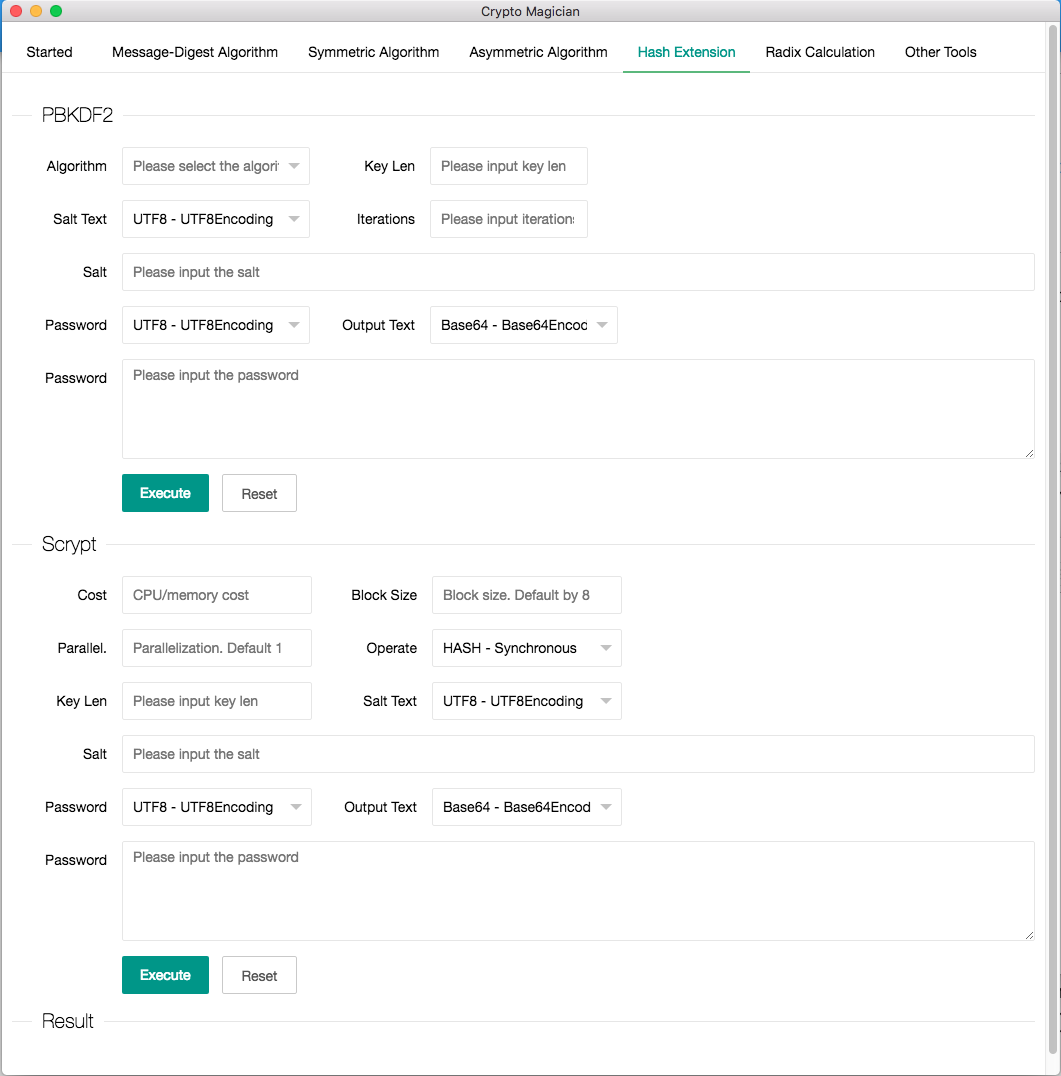 Crypto Magician
Started Message-Digest Algorithm Symmetric Algorithm Asymmetric Algorithm Hash Extension Radix Calculation Other Tools
PBKDF2
Algorithm Please select the algori Key Len Please input key len
Salt Text UTF8 - UTF8Encoding Iterations Please input iterations
Salt Please input the salt
Password UTF8 - UTF8Encoding Output Text Base64 - Base64Encod
Password Please input the password
Execute Reset
Scrypt
Cost CPU/memory cost Block Size Block size. Default by 8
Parallel. Parallelization. Default 1 Operate HASH - Synchronous
Key Len Please input key len Salt Text UTF8 - UTF8Encoding
Salt Please input the salt
Password UTF8 - UTF8Encoding Output Text Base64 - Base64Encod
Password Please input the password
Execute Reset
Result